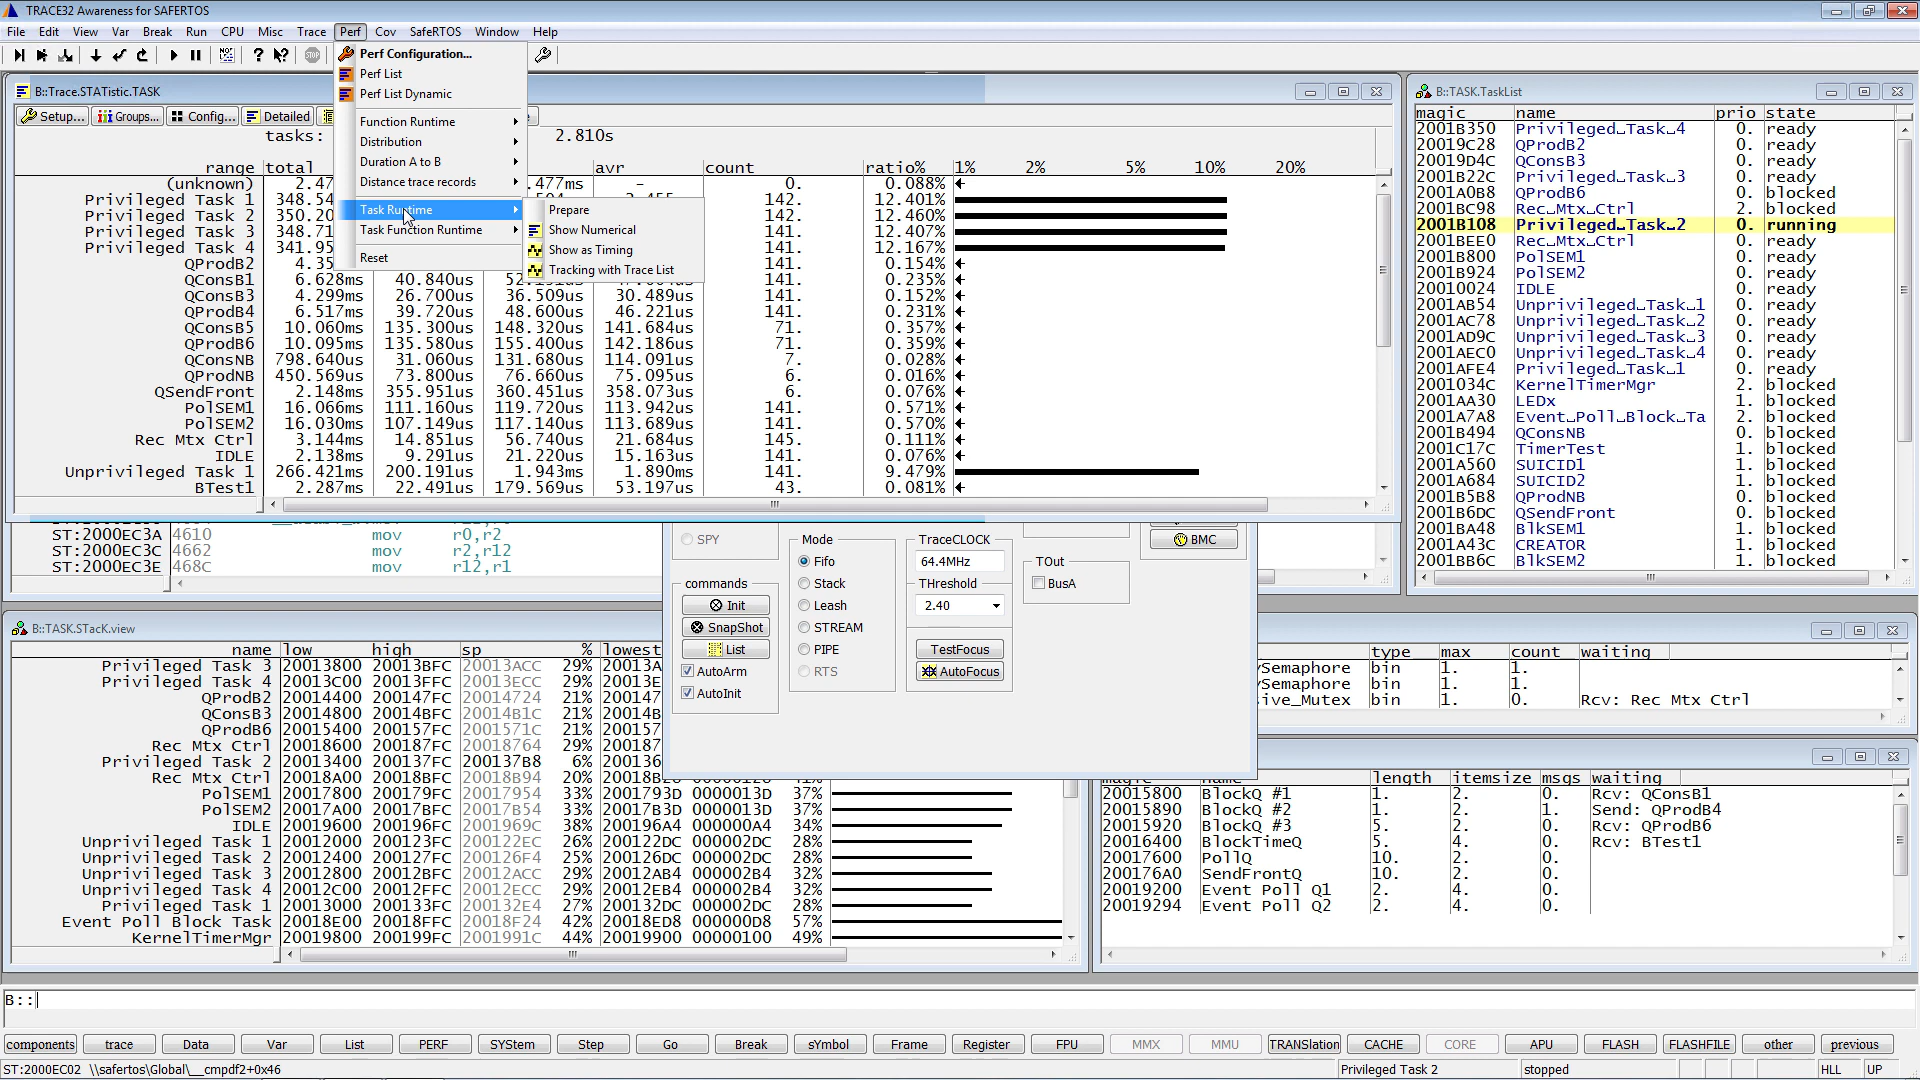 TRACE32 Awareness for SAFERTOS
File Edit View Var Break Run CPU Misc Trace Perf Cov SafeRTOS Window Help
Perf Configuration...
Perf List
Perf List Dynamic
Function Runtime
Distribution
Duration A to B
Distance trace records
Task Runtime
Task Function Runtime
Reset
Prepare
Show Numerical
Show as Timing
Tracking with Trace List
B::Trace.STATistic.TASK
Setup... Groups... Config... Detailed
tasks: 2.810s
range total avr count ratio% 1% 2% 5% 10% 20%
(unknown) 2.47 .477ms - 0. 0.088%
Privileged Task 1 348.54 142. 12.401%
Privileged Task 2 350.20 142. 12.460%
Privileged Task 3 348.71 142. 12.407%
Privileged Task 4 341.95 141. 12.167%
QProdB2 4.35 141. 0.154%
QConsB1 6.628ms 40.840us 141. 0.235%
QConsB3 4.299ms 26.700us 36.509us 30.489us 141. 0.152%
QProdB4 6.517ms 39.720us 48.600us 46.221us 141. 0.231%
QConsB5 10.060ms 135.300us 148.320us 141.684us 71. 0.357%
QProdB6 10.095ms 135.580us 155.400us 142.186us 71. 0.359%
QConsNB 798.640us 31.060us 131.680us 114.091us 7. 0.028%
QProdNB 450.569us 73.800us 76.660us 75.095us 6. 0.016%
QSendFront 2.148ms 355.951us 360.451us 358.073us 6. 0.076%
PolSEM1 16.066ms 111.160us 119.720us 113.942us 141. 0.571%
PolSEM2 16.030ms 107.149us 117.140us 113.689us 141. 0.570%
Rec Mtx Ctrl 3.144ms 14.851us 56.740us 21.684us 145. 0.111%
IDLE 2.138ms 9.291us 21.220us 15.163us 141. 0.076%
Unprivileged Task 1 266.421ms 200.191us 1.943ms 1.890ms 141. 9.479%
BTest1 2.287ms 22.491us 179.569us 53.197us 43. 0.081%
B::TASK.TaskList
magic name prio state
2001B350 Privileged_Task_4 0. ready
20019C28 QProdB2 0. ready
20019D4C QConsB3 0. ready
2001B22C Privileged_Task_3 0. ready
2001A0B8 QProdB6 0. blocked
2001BC98 Rec_Mtx_Ctrl 2. blocked
2001B108 Privileged_Task_2 0. running
2001BEE0 Rec_Mtx_Ctrl 0. ready
2001B800 PolSEM1 0. ready
2001B924 PolSEM2 0. ready
20010024 IDLE 0. ready
2001AB54 Unprivileged_Task_1 0. ready
2001AC78 Unprivileged_Task_2 0. ready
2001AD9C Unprivileged_Task_3 0. ready
2001AEC0 Unprivileged_Task_4 0. ready
2001AFE4 Privileged_Task_1 0. ready
2001034C KernelTimerMgr 2. blocked
2001AA30 LEDx 1. blocked
2001A7A8 Event_Poll_Block_Ta 2. blocked
2001B494 QConsNB 0. blocked
2001C17C TimerTest 1. blocked
2001A560 SUICID1 1. blocked
2001A684 SUICID2 1. blocked
2001B5B8 QProdNB 0. blocked
2001B6DC QSendFront 0. blocked
2001BA48 BlkSEM1 1. blocked
2001A43C CREATOR 1. blocked
2001BB6C BlkSEM2 1. blocked
ST:2000EC3A 4610 mov r0,r2
ST:2000EC3C 4662 mov r2,r12
ST:2000EC3E 468C mov r12,r1
SPY
commands
Init
SnapShot
List
AutoArm
AutoInit
Mode
Fifo
Stack
Leash
STREAM
PIPE
RTS
TraceCLOCK
64.4MHz
THreshold
2.40
TestFocus
AutoFocus
TOut
BusA
BMC
B::TASK.STacK.view
name low high sp % lowest
Privileged Task 3 20013800 20013BFC 20013ACC 29% 20013A
Privileged Task 4 20013C00 20013FFC 20013ECC 29% 20013E
QProdB2 20014400 200147FC 20014724 21% 200147
QConsB3 20014800 20014BFC 20014B1C 21% 20014B
QProdB6 20015400 200157FC 2001571C 21% 200157
Rec Mtx Ctrl 20018600 200187FC 20018764 29% 200187
Privileged Task 2 20013400 200137FC 200137B8 6% 200136
Rec Mtx Ctrl 20018A00 20018BFC 20018B94 20%
PolSEM1 20017800 200179FC 20017954 33% 2001793D 0000013D 37%
PolSEM2 20017A00 20017BFC 20017B54 33% 20017B3D 0000013D 37%
IDLE 20019600 200196FC 2001969C 38% 200196A4 000000A4 34%
Unprivileged Task 1 20012000 200123FC 200122EC 26% 200122DC 000002DC 28%
Unprivileged Task 2 20012400 200127FC 200126F4 25% 200126DC 000002DC 28%
Unprivileged Task 3 20012800 20012BFC 20012ACC 29% 20012AB4 000002B4 32%
Unprivileged Task 4 20012C00 20012FFC 20012ECC 29% 20012EB4 000002B4 32%
Privileged Task 1 20013000 200133FC 200132E4 27% 200132DC 000002DC 28%
Event Poll Block Task 20018E00 20018FFC 20018F24 42% 20018ED8 000000D8 57%
KernelTimerMgr 20019800 200199FC 2001991C 44% 20019900 00000100 49%
type max count waiting
ySemaphore bin 1. 1.
ySemaphore bin 1. 1.
ive_Mutex bin 1. 0. Rcv: Rec Mtx Ctrl
magic name length itemsize msgs waiting
20015800 BlockQ #1 1. 2. 0. Rcv: QConsB1
20015890 BlockQ #2 1. 2. 1. Send: QProdB4
20015920 BlockQ #3 5. 2. 0. Rcv: QProdB6
20016400 BlockTimeQ 5. 4. 0. Rcv: BTest1
20017600 PollQ 10. 2. 0.
200176A0 SendFrontQ 10. 2. 0.
20019200 Event Poll Q1 2. 4. 0.
20019294 Event Poll Q2 2. 4. 0.
B::
components trace Data Var List PERF SYStem Step Go Break sYmbol Frame Register FPU MMX MMU TRANSlation CACHE CORE APU FLASH FLASHFILE other previous
ST:2000EC02 \\safertos\Global\__cmpdf2+0x46 Privileged Task 2 stopped HLL UP